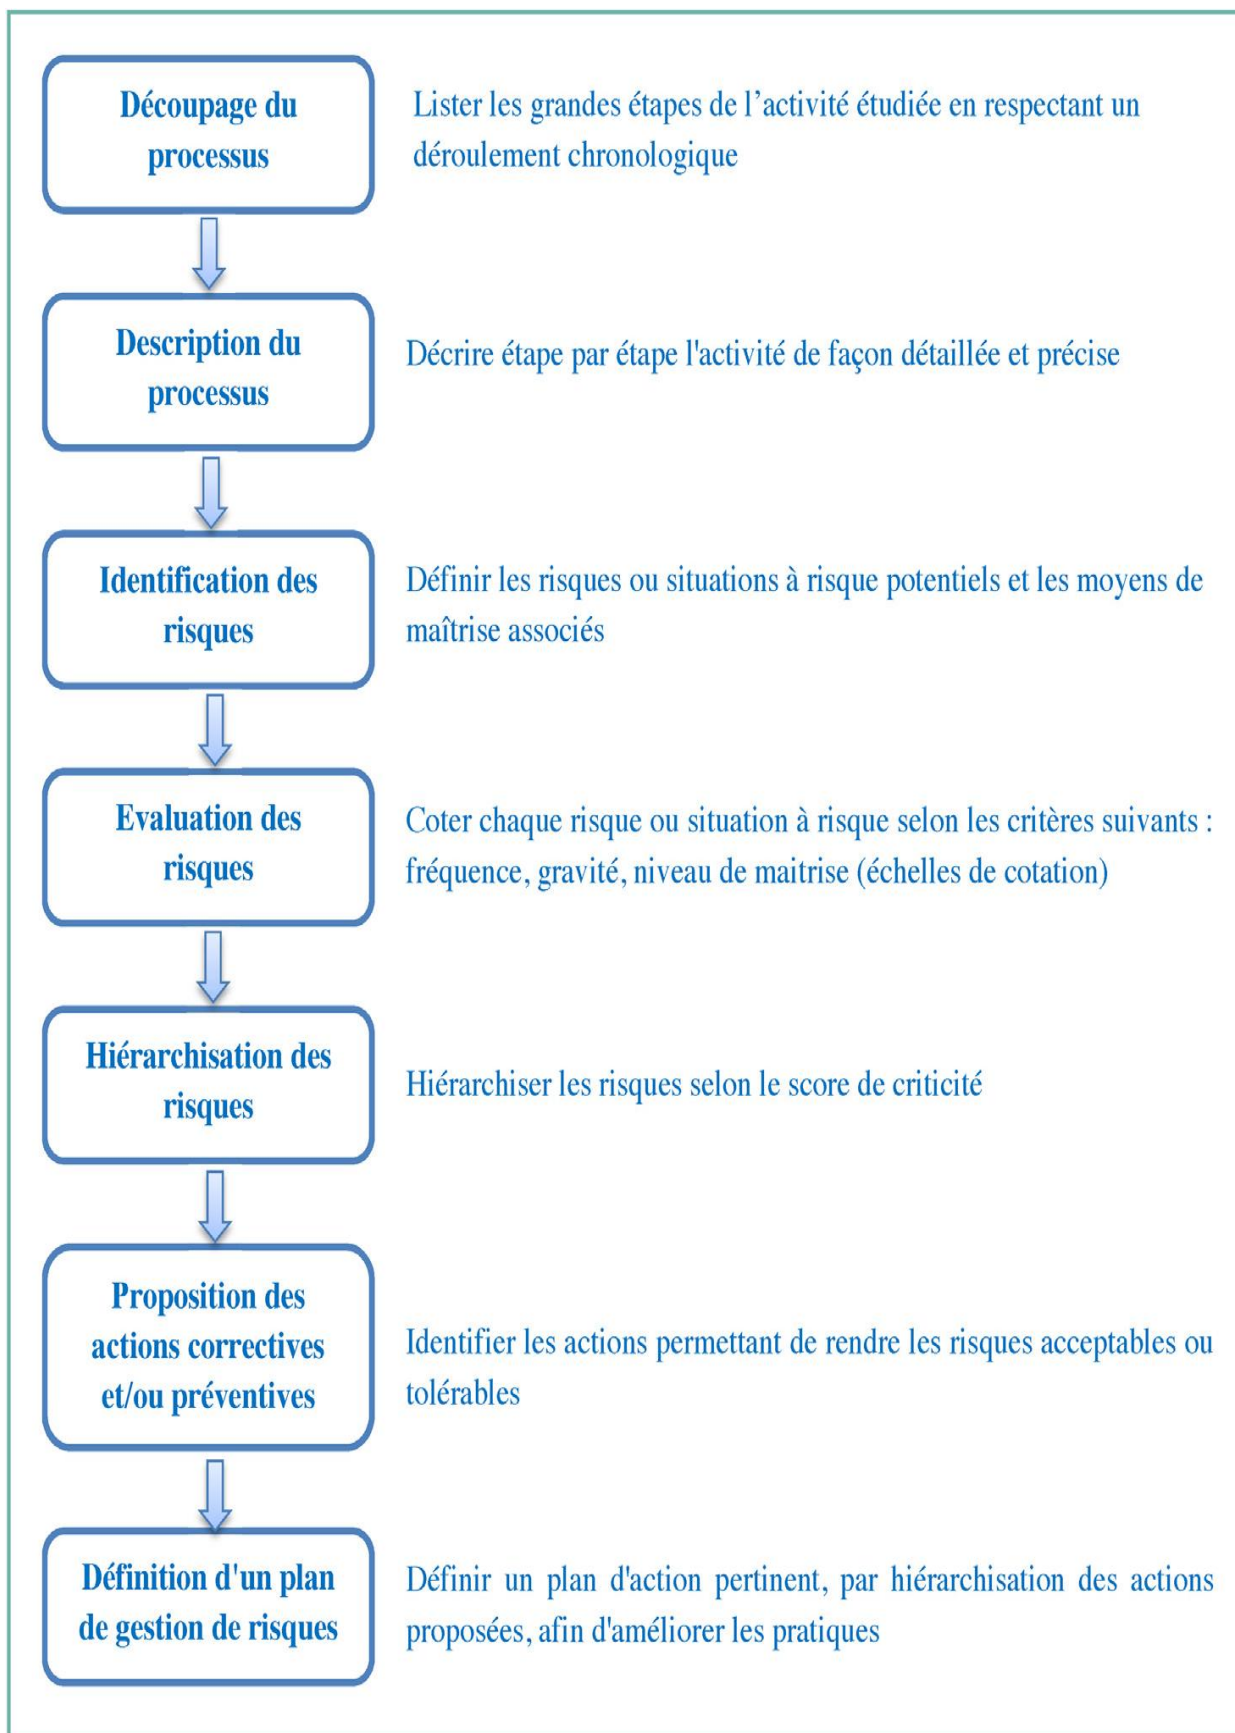 Découpage du
processus
Lister les grandes étapes de l’activité étudiée en respectant un
déroulement chronologique
Description du
processus
Décrire étape par étape l'activité de façon détaillée et précise
Identification des
risques
Définir les risques ou situations à risque potentiels et les moyens de
maîtrise associés
Evaluation des
risques
Coter chaque risque ou situation à risque selon les critères suivants :
fréquence, gravité, niveau de maitrise (échelles de cotation)
Hiérarchisation des
risques
Hiérarchiser les risques selon le score de criticité
Proposition des
actions correctives
et/ou préventives
Identifier les actions permettant de rendre les risques acceptables ou
tolérables
Définition d'un plan
de gestion de risques
Définir un plan d'action pertinent, par hiérarchisation des actions
proposées, afin d'améliorer les pratiques